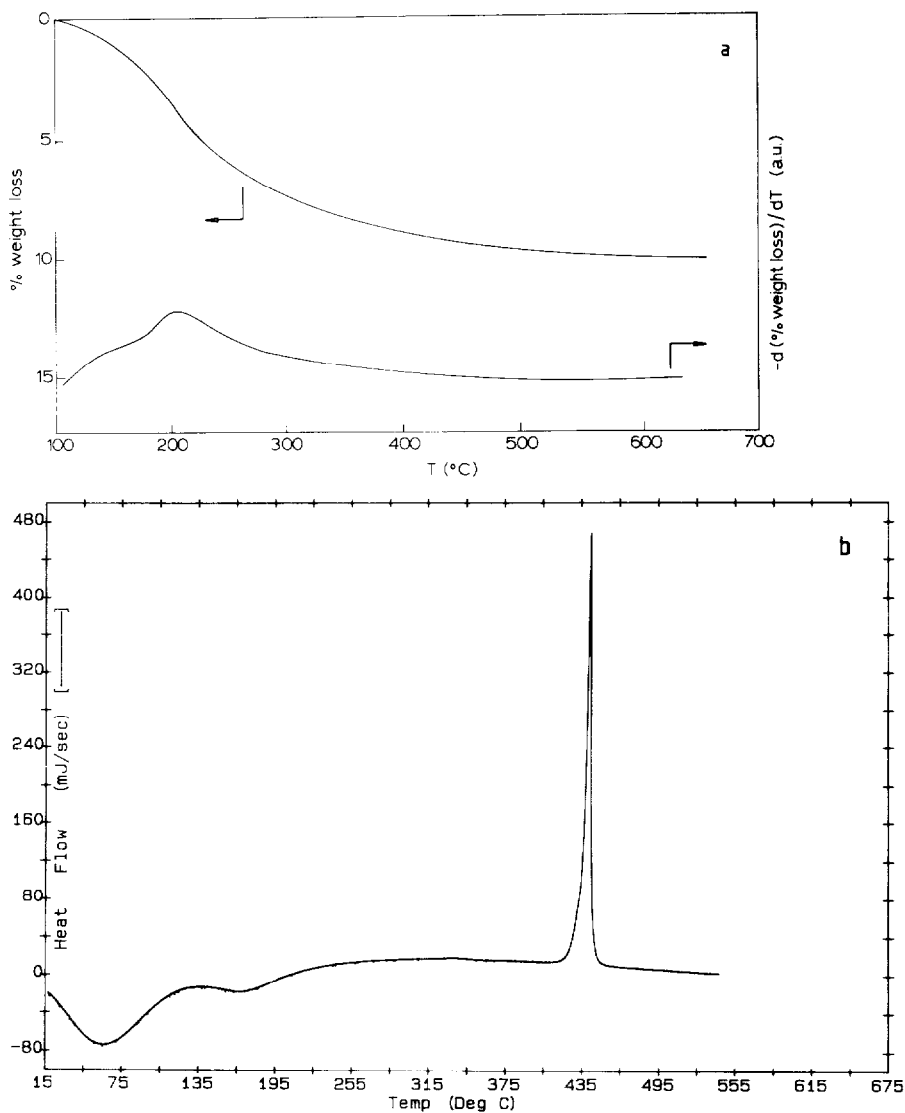 a
0
5
10
15
% weight loss
-d (% weight loss) / dT (a.u.)
100 200 300 400 500 600 700
T (°C)
b
480
400
320
240
160
80
0
-80
Heat Flow (mJ/sec) [——]
15 75 135 195 255 315 375 435 495 555 615 675
Temp (Deg C)